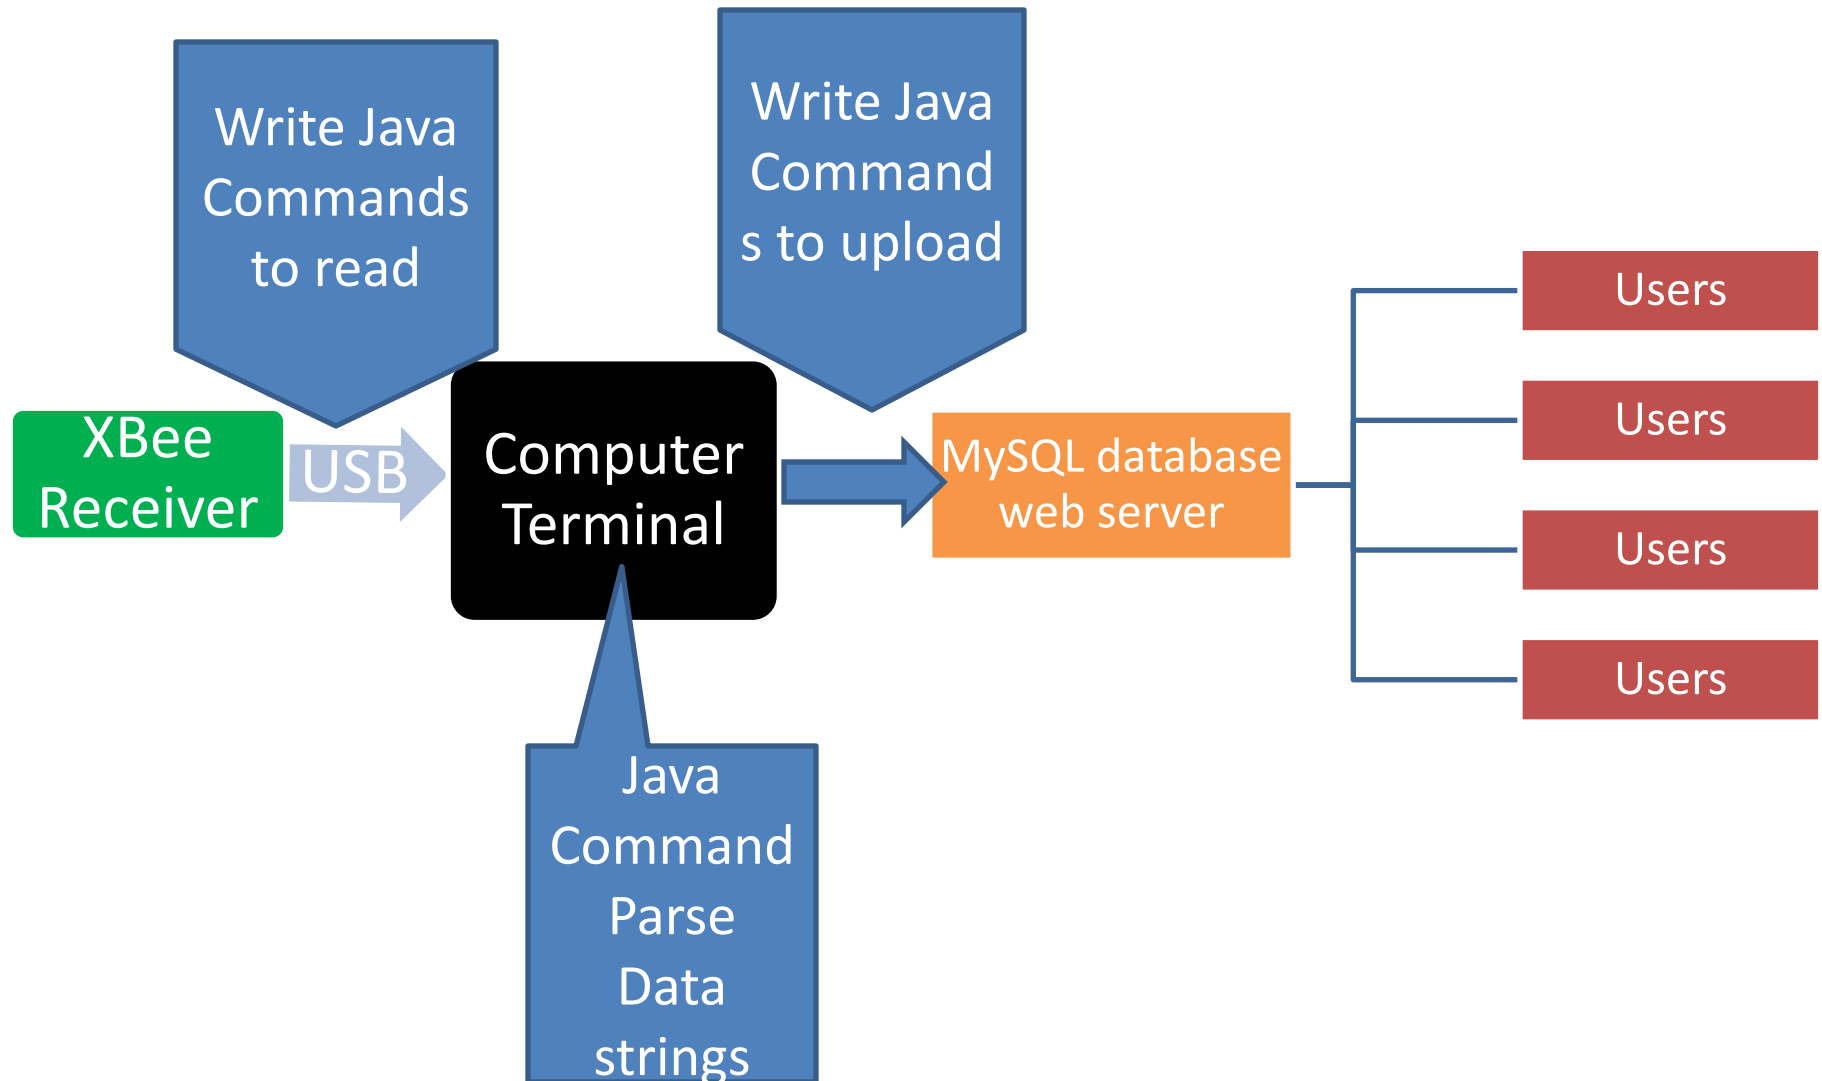 Write Java
Commands
to read
Write Java
Command
s to upload
XBee
Receiver
USB
Computer
Terminal
MySQL database
web server
Users
Users
Users
Users
Java
Command
Parse
Data
strings